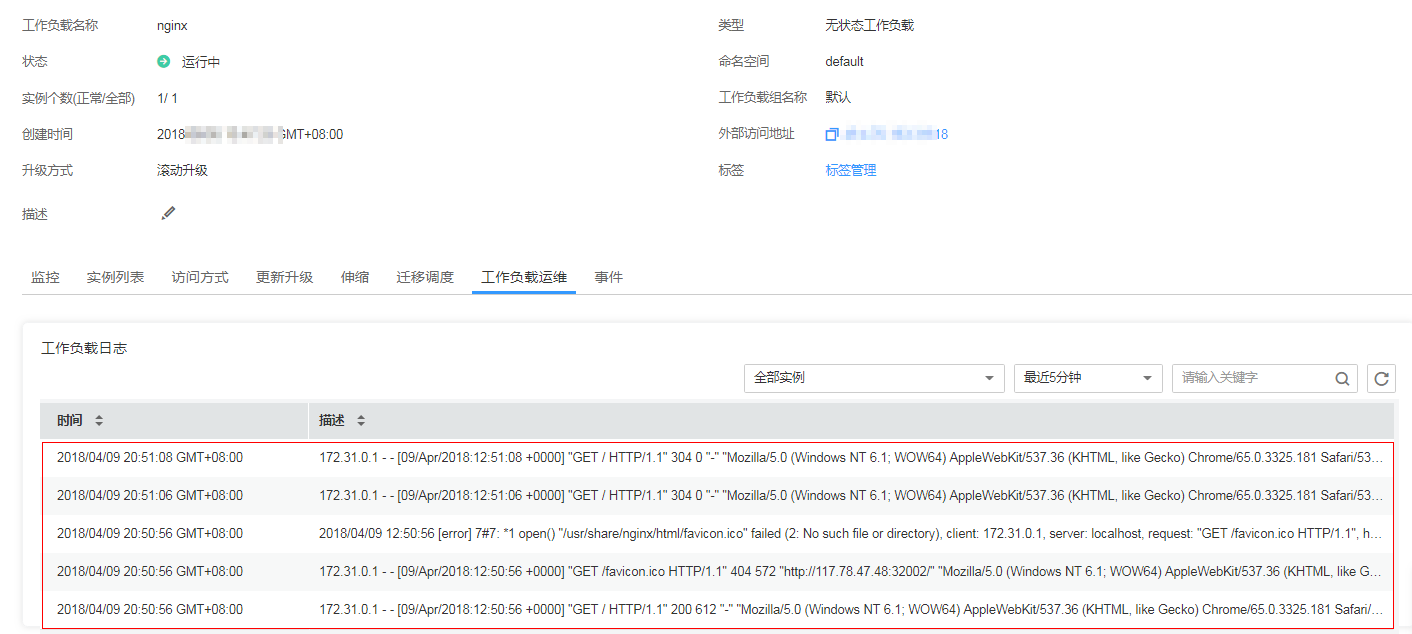 工作负载名称 nginx 类型 无状态工作负载
状态 运行中 命名空间 default
实例个数(正常/全部) 1/ 1 工作负载组名称 默认
创建时间 2018 GMT+08:00 外部访问地址 18
升级方式 滚动升级 标签 标签管理
描述
监控 实例列表 访问方式 更新升级 伸缩 迁移调度 工作负载运维 事件
工作负载日志
全部实例 最近5分钟 请输入关键字
时间 描述
2018/04/09 20:51:08 GMT+08:00 172.31.0.1 - - [09/Apr/2018:12:51:08 +0000] "GET / HTTP/1.1" 304 0 "-" "Mozilla/5.0 (Windows NT 6.1; WOW64) AppleWebKit/537.36 (KHTML, like Gecko) Chrome/65.0.3325.181 Safari/53...
2018/04/09 20:51:06 GMT+08:00 172.31.0.1 - - [09/Apr/2018:12:51:06 +0000] "GET / HTTP/1.1" 304 0 "-" "Mozilla/5.0 (Windows NT 6.1; WOW64) AppleWebKit/537.36 (KHTML, like Gecko) Chrome/65.0.3325.181 Safari/53...
2018/04/09 20:50:56 GMT+08:00 2018/04/09 12:50:56 [error] 7#7: *1 open() "/usr/share/nginx/html/favicon.ico" failed (2: No such file or directory), client: 172.31.0.1, server: localhost, request: "GET /favicon.ico HTTP/1.1", h...
2018/04/09 20:50:56 GMT+08:00 172.31.0.1 - - [09/Apr/2018:12:50:56 +0000] "GET /favicon.ico HTTP/1.1" 404 572 "http://117.78.47.48:32002/" "Mozilla/5.0 (Windows NT 6.1; WOW64) AppleWebKit/537.36 (KHTML, like G...
2018/04/09 20:50:56 GMT+08:00 172.31.0.1 - - [09/Apr/2018:12:50:56 +0000] "GET / HTTP/1.1" 200 612 "-" "Mozilla/5.0 (Windows NT 6.1; WOW64) AppleWebKit/537.36 (KHTML, like Gecko) Chrome/65.0.3325.181 Safari/...